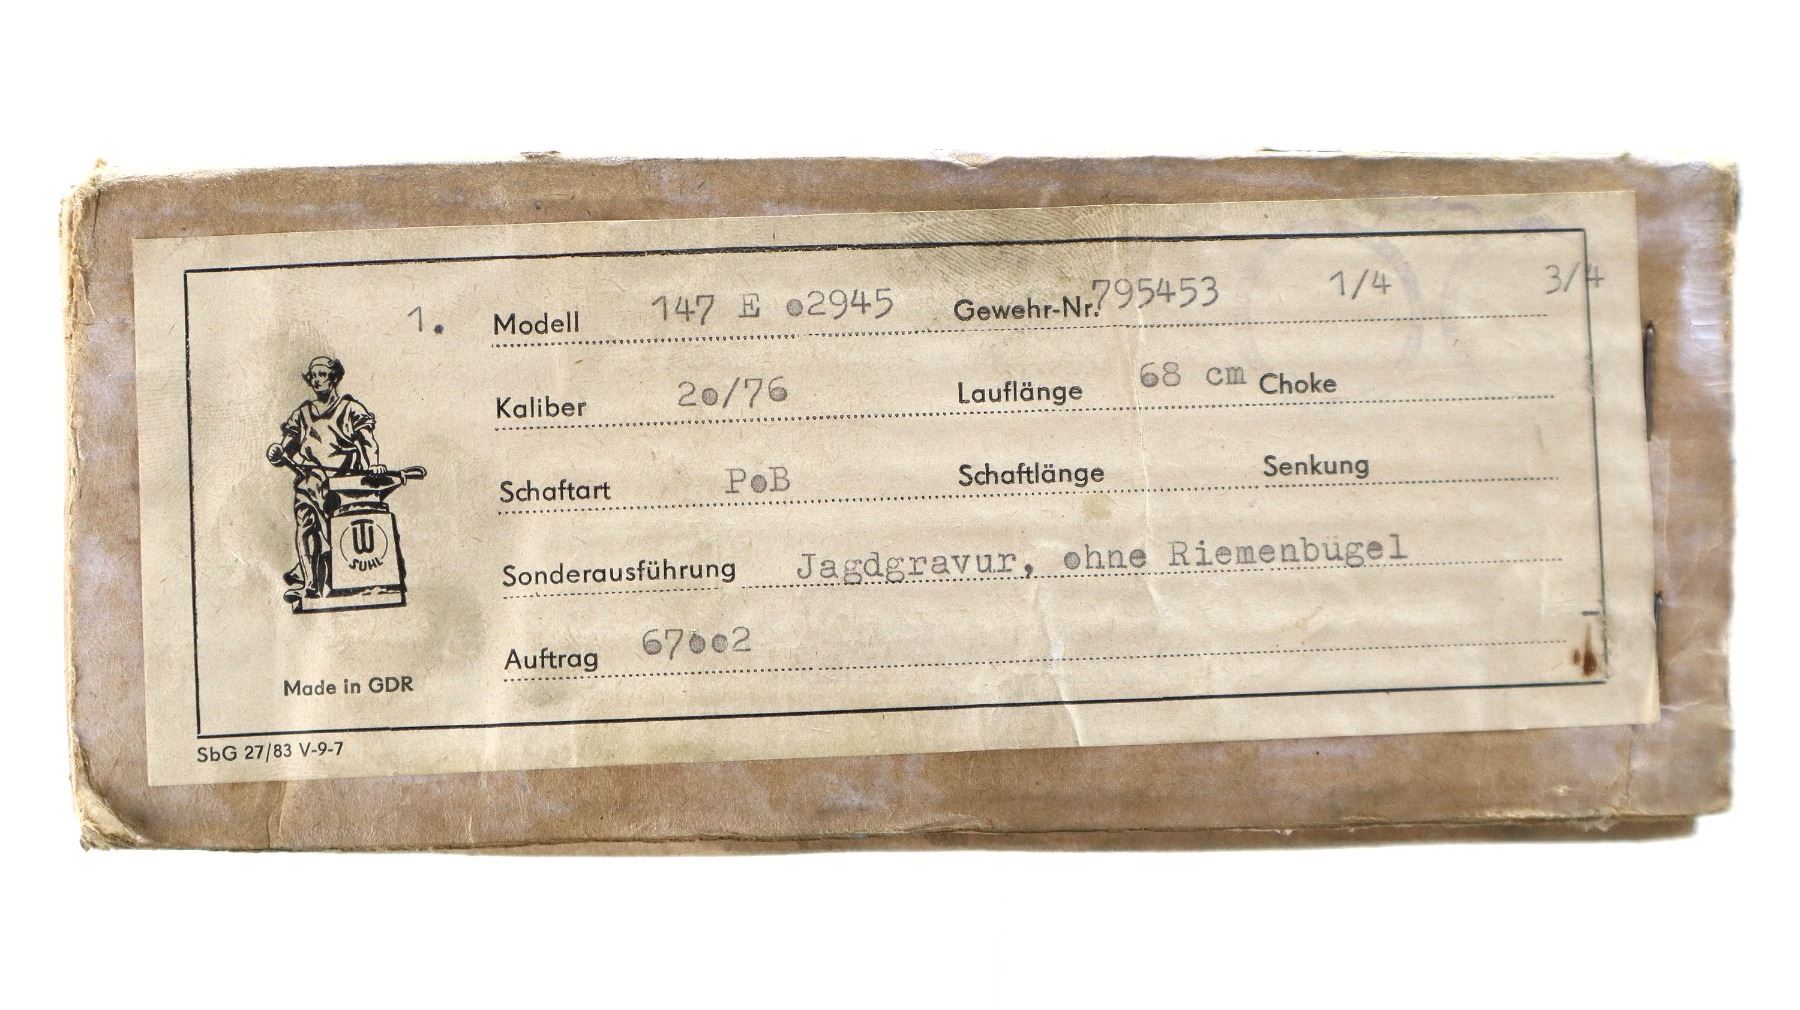 1. Modell 147 E o2945 Gewehr-Nr. 795453 1/4 3/4
Kaliber 2o/76 Lauflänge 68 cm Choke
Schaftart PoB Schaftlänge Senkung
Sonderausführung Jagdgravur, ohne Riemenbügel
Auftrag 67oo2
W
SUHL
Made in GDR
SbG 27/83 V-9-7